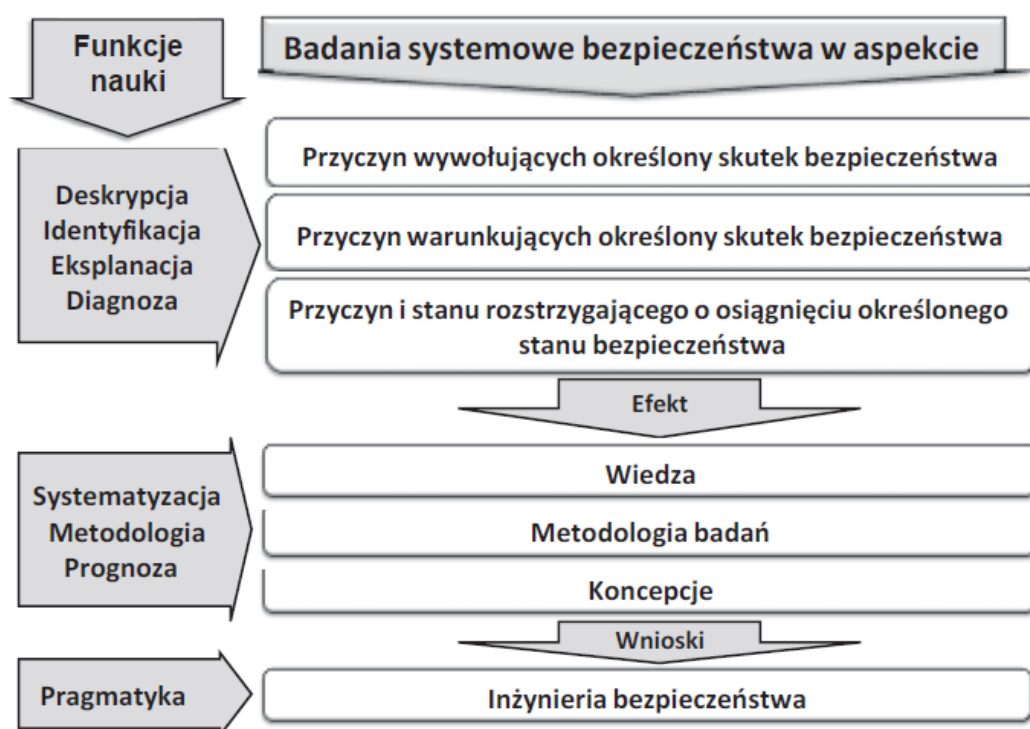 Funkcje
nauki
Badania systemowe bezpieczeństwa w aspekcie
Deskrypcja
Identyfikacja
Eksplanacja
Diagnoza
Przyczyn wywołujących określony skutek bezpieczeństwa
Przyczyn warunkujących określony skutek bezpieczeństwa
Przyczyn i stanu rozstrzygającego o osiągnięciu określonego
stanu bezpieczeństwa
Efekt
Systematyzacja
Metodologia
Prognoza
Wiedza
Metodologia badań
Koncepcje
Wnioski
Pragmatyka
Inżynieria bezpieczeństwa